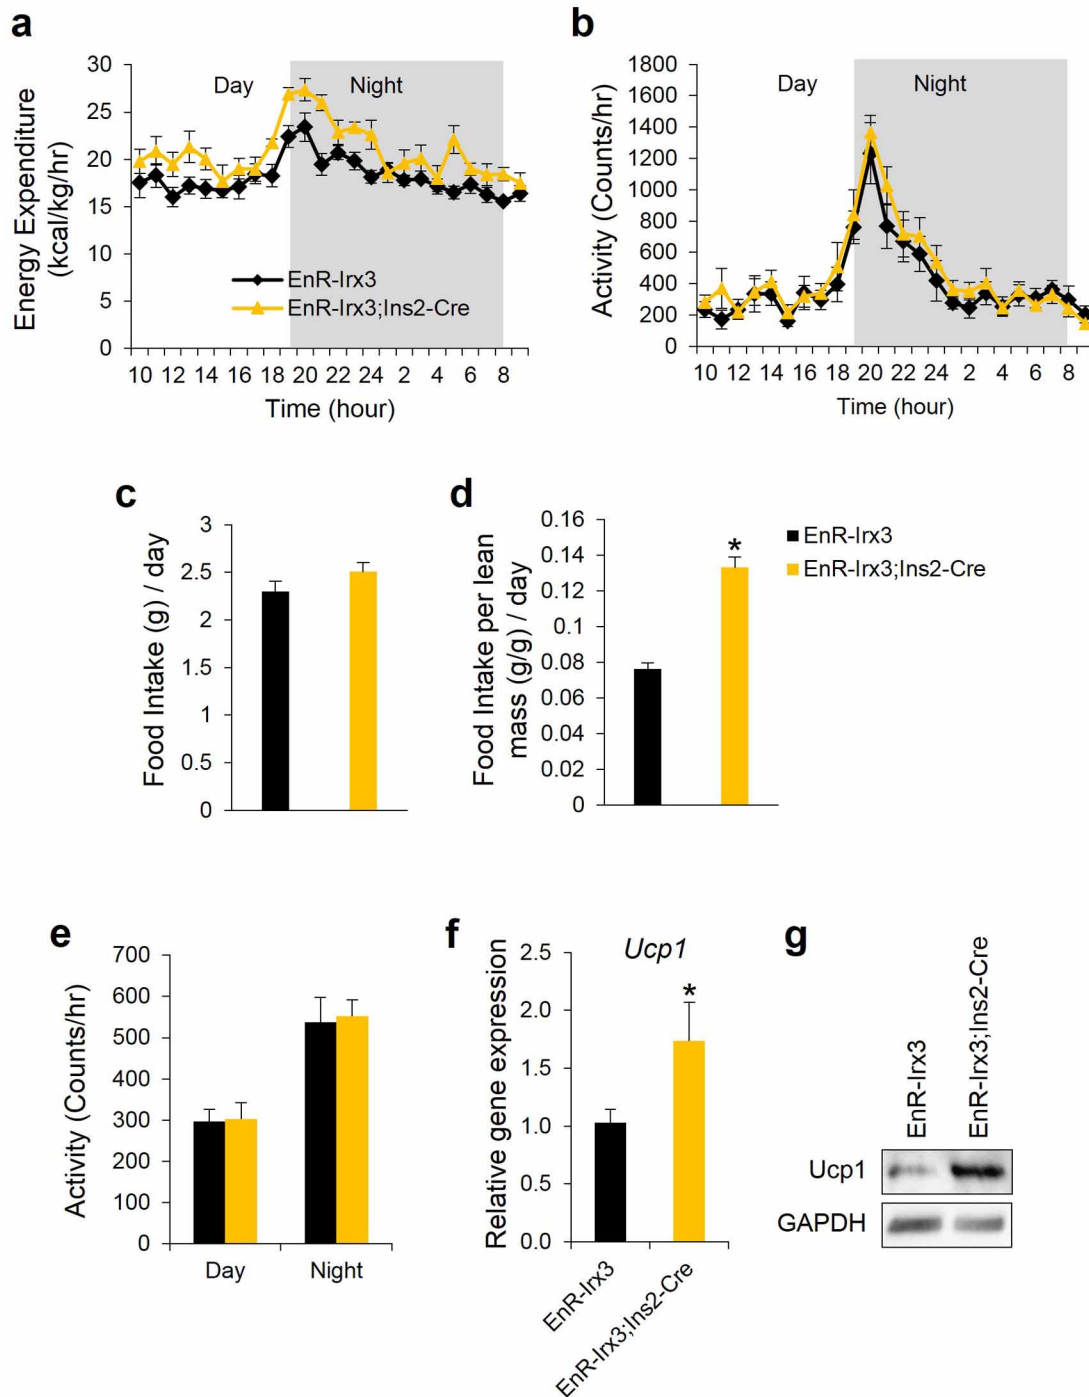 a
Energy Expenditure
(kcal/kg/hr)
30
25
20
15
10
5
0
Day
Night
EnR-Irx3
EnR-Irx3;Ins2-Cre
10 12 14 16 18 20 22 24 2 4 6 8
Time (hour)
b
Activity (Counts/hr)
1800
1600
1400
1200
1000
800
600
400
200
0
Day
Night
10 12 14 16 18 20 22 24 2 4 6 8
Time (hour)
c
Food Intake (g) / day
3
2.5
2
1.5
1
0.5
0
d
Food Intake per lean
mass (g/g) / day
0.16
0.14
0.12
0.1
0.08
0.06
0.04
0.02
0
*
EnR-Irx3
EnR-Irx3;Ins2-Cre
e
Activity (Counts/hr)
700
600
500
400
300
200
100
0
Day
Night
f
Relative gene expression
2.5
2.0
1.5
1.0
0.5
0.0
Ucp1
*
EnR-Irx3
EnR-Irx3;Ins2-Cre
g
EnR-Irx3
EnR-Irx3;Ins2-Cre
Ucp1
GAPDH